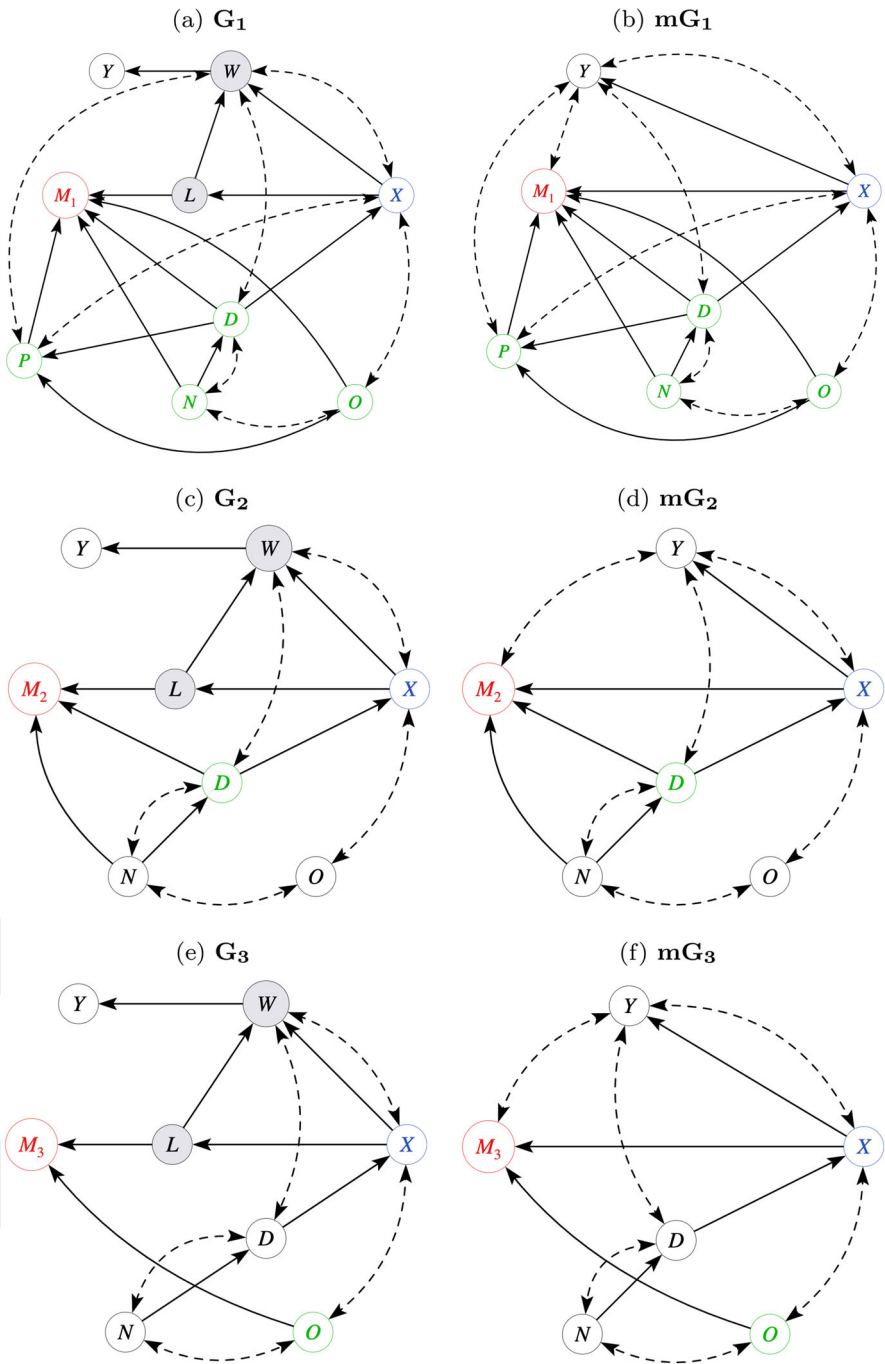 (a) G₁
(b) mG₁
Y
W
Y
M₁
L
X
M₁
X
D
D
P
P
N
O
N
O
(c) G₂
(d) mG₂
Y
W
Y
M₂
L
X
M₂
X
D
D
N
O
N
O
(e) G₃
(f) mG₃
Y
W
Y
M₃
L
X
M₃
X
D
D
N
O
N
O